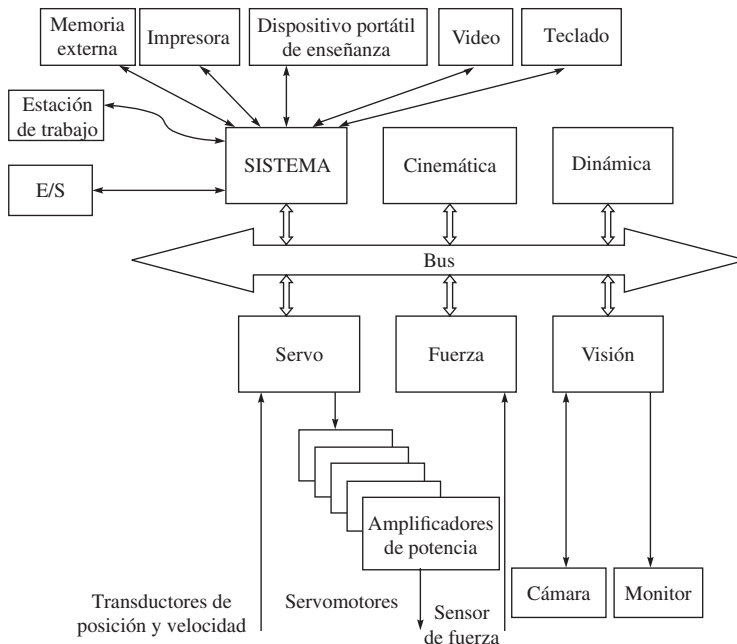 Memoria
externa
Impresora
Dispositivo portátil
de enseñanza
Video
Teclado
Estación
de trabajo
E/S
SISTEMA
Cinemática
Dinámica
Bus
Servo
Fuerza
Visión
Amplificadores
de potencia
Transductores de
posición y velocidad
Servomotores
Sensor
de fuerza
Cámara
Monitor